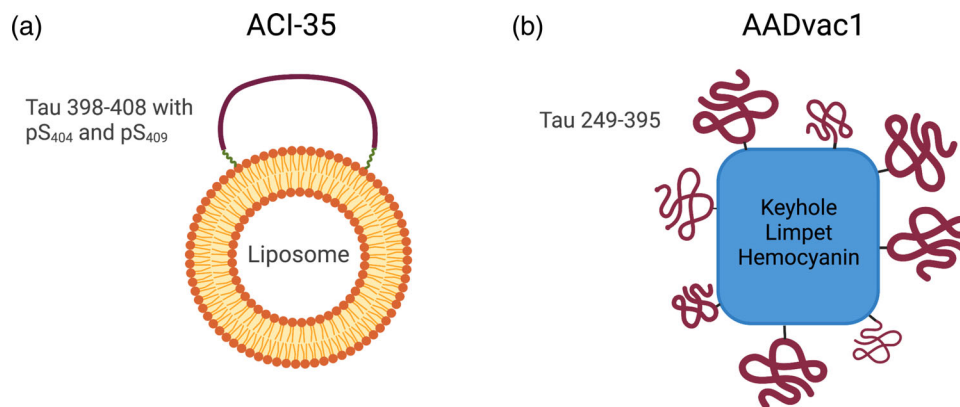 (a)
ACI-35
Tau 398-408 with
pS404 and pS409
Liposome
(b)
AADvac1
Tau 249-395
Keyhole
Limpet
Hemocyanin